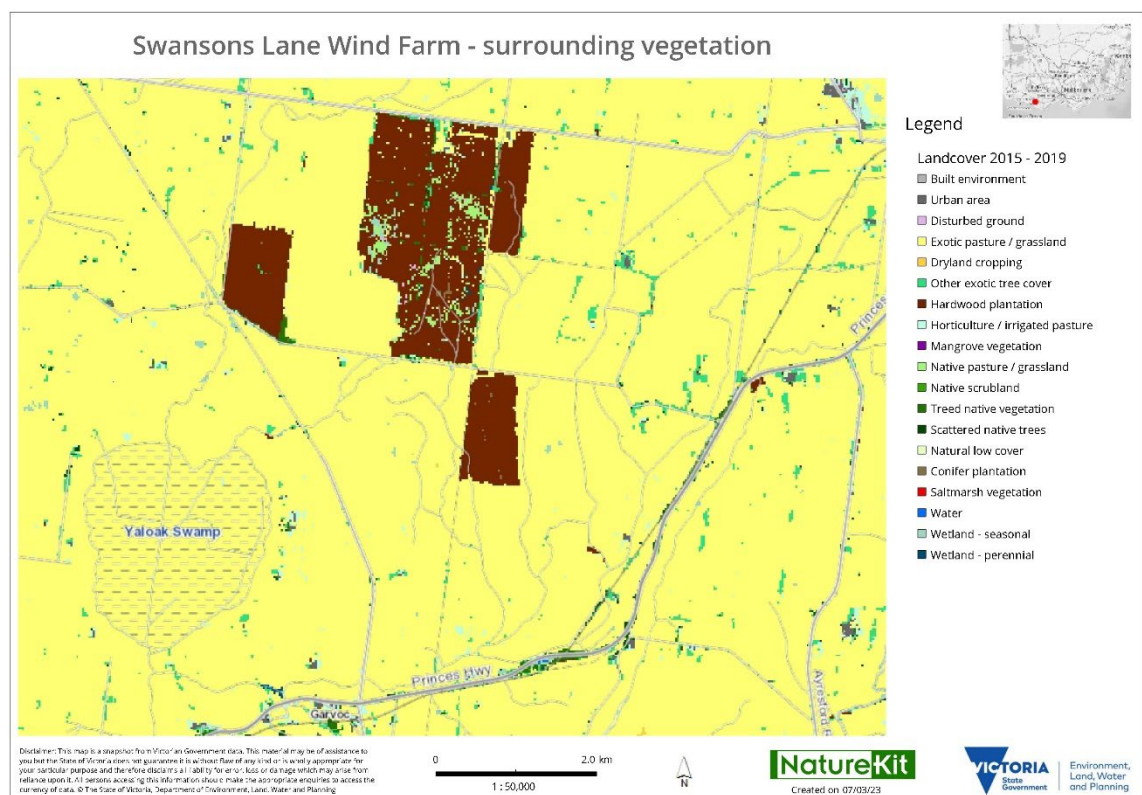 Swansons Lane Wind Farm - surrounding vegetation
Legend
Landcover 2015 - 2019
Built environment
Urban area
Disturbed ground
Exotic pasture / grassland
Dryland cropping
Other exotic tree cover
Hardwood plantation
Horticulture / irrigated pasture
Mangrove vegetation
Native pasture / grassland
Native scrubland
Treed native vegetation
Scattered native trees
Natural low cover
Conifer plantation
Saltmarsh vegetation
Water
Wetland - seasonal
Wetland - perennial
Princes
Yaloak Swamp
Princes Hwy
Garvoc
Ayresford
Disclaimer: This map is a snapshot from Victorian Government data. This material may be of assistance to
you but the State of Victoria does not guarantee it is without flaw of any kind or is wholly appropriate for
your particular purpose and therefore disclaims all liability for error, loss or damage which may arise from
reliance upon it. All persons accessing this information should make the appropriate enquiries to access the
currency of data. © The State of Victoria, Department of Environment, Land, Water and Planning
0 2.0 km
1 : 50,000
N
NatureKit
Created on 07/03/23
VICTORIA
State
Government
Environment,
Land, Water
and Planning